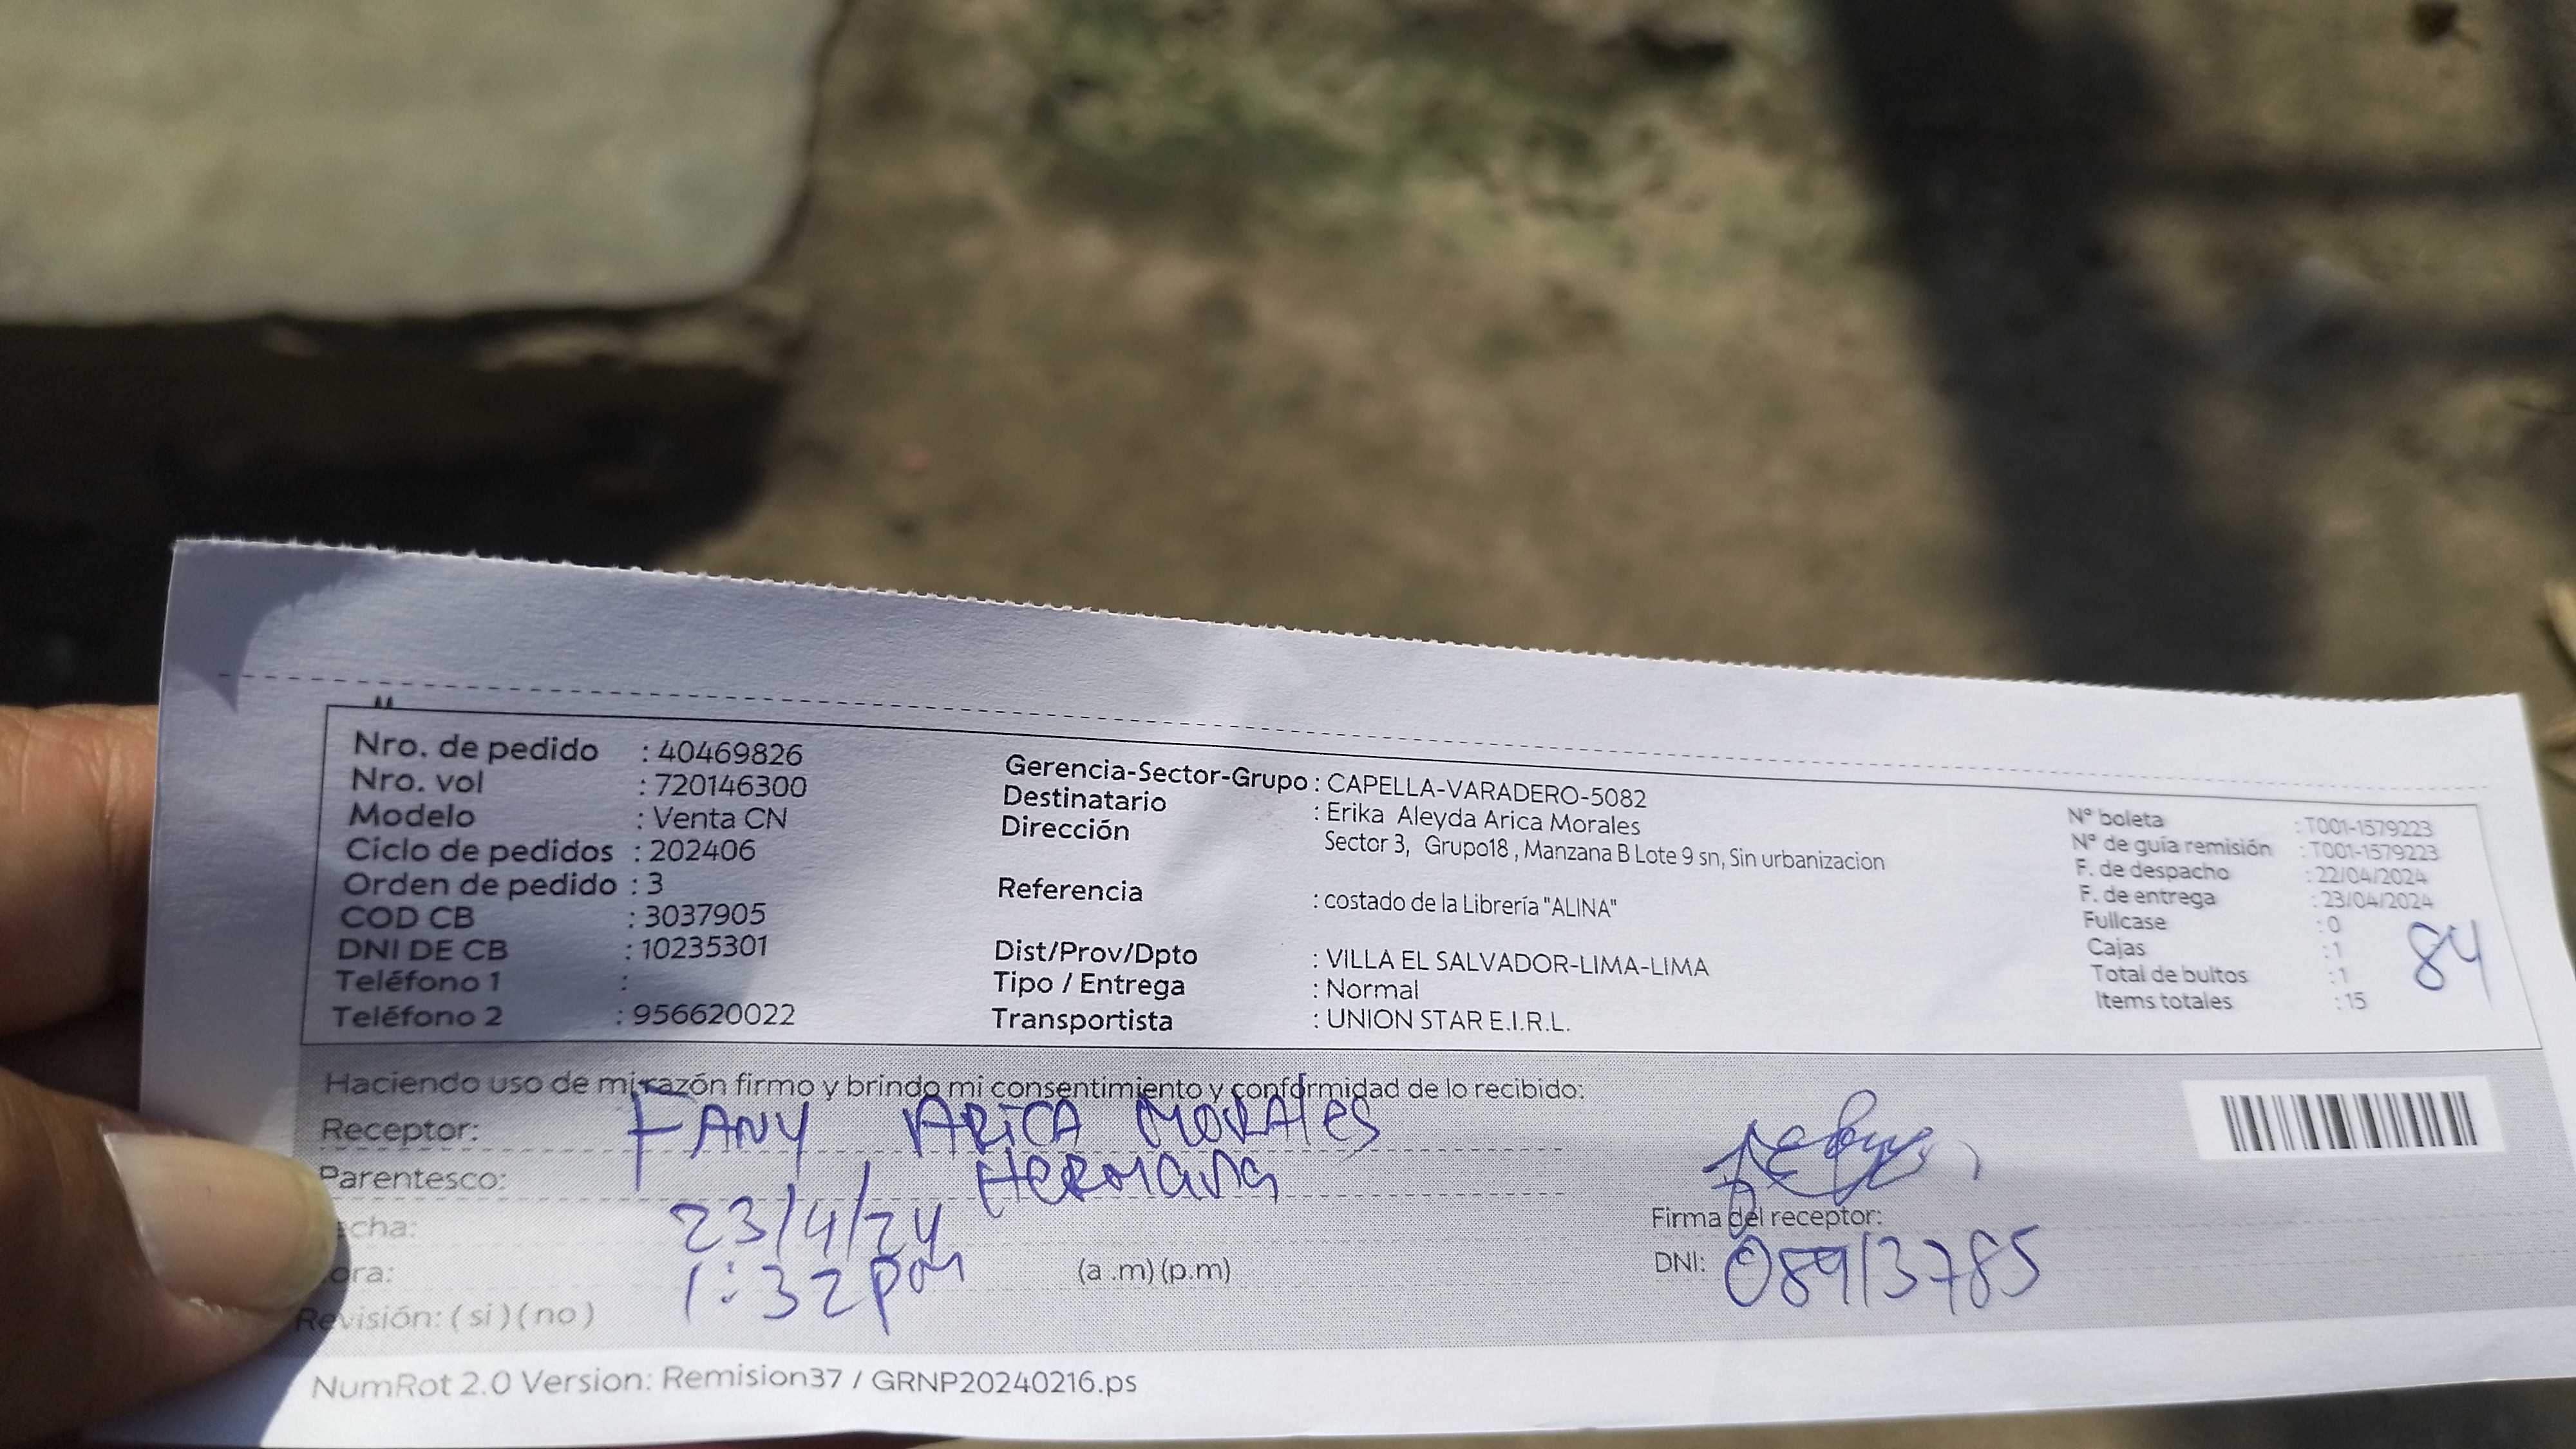 Nro. de pedido : 40469826
Nro. vol : 720146300
Modelo : Venta CN
Ciclo de pedidos : 202406
Orden de pedido : 3
COD CB : 3037905
DNI DE CB : 10235301
Teléfono 1 :
Teléfono 2 : 956620022
Gerencia-Sector-Grupo : CAPELLA-VARADERO-5082
Destinatario : Erika Aleyda Arica Morales
Dirección Sector 3, Grupo18 , Manzana B Lote 9 sn, Sin urbanizacion
Referencia : costado de la Librería "ALINA"
Dist/Prov/Dpto : VILLA EL SALVADOR-LIMA-LIMA
Tipo / Entrega : Normal
Transportista : UNION STAR E.I.R.L.
N° boleta : T001-1579223
N° de guía remisión : T001-1579223
F. de despacho : 22/04/2024
F. de entrega : 23/04/2024
Fullcase : 0
Cajas : 1
Total de bultos : 1
Items totales : 15
84
Haciendo uso de mi razón firmo y brindo mi consentimiento y conformidad de lo recibido:
Receptor: FANY ARICA MORALES
Parentesco: HERMANA
echa: 23/4/24
ora: 1:32 pm (a .m) (p.m)
Revisión: ( si ) ( no )
Firma del receptor:
DNI: 08913785
NumRot 2.0 Version: Remision37 / GRNP20240216.ps